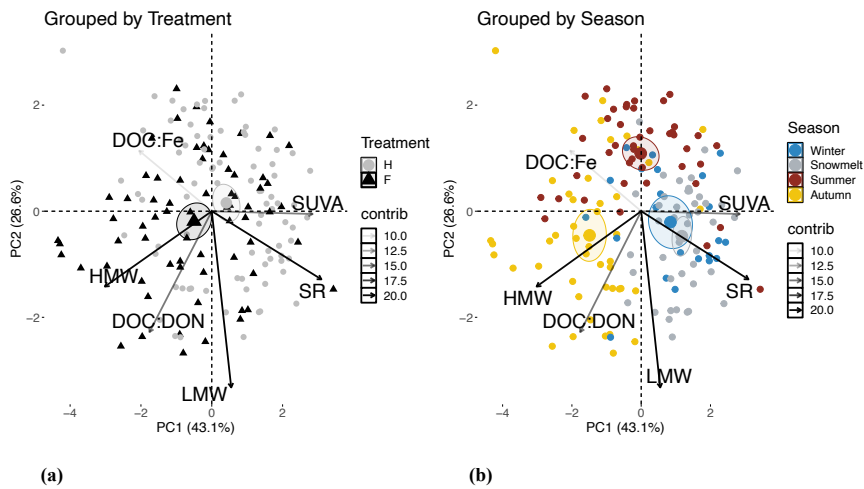 Grouped by Treatment
PC2 (26.6%)
2
0
−2
−4
−2
0
2
PC1 (43.1%)
DOC:Fe
SUVA
HMW
SR
DOC:DON
LMW
Treatment
H
F
contrib
10.0
12.5
15.0
17.5
20.0
(a)
Grouped by Season
PC2 (26.6%)
2
0
−2
−4
−2
0
2
PC1 (43.1%)
DOC:Fe
SUVA
HMW
SR
DOC:DON
LMW
Season
Winter
Snowmelt
Summer
Autumn
contrib
10.0
12.5
15.0
17.5
20.0
(b)